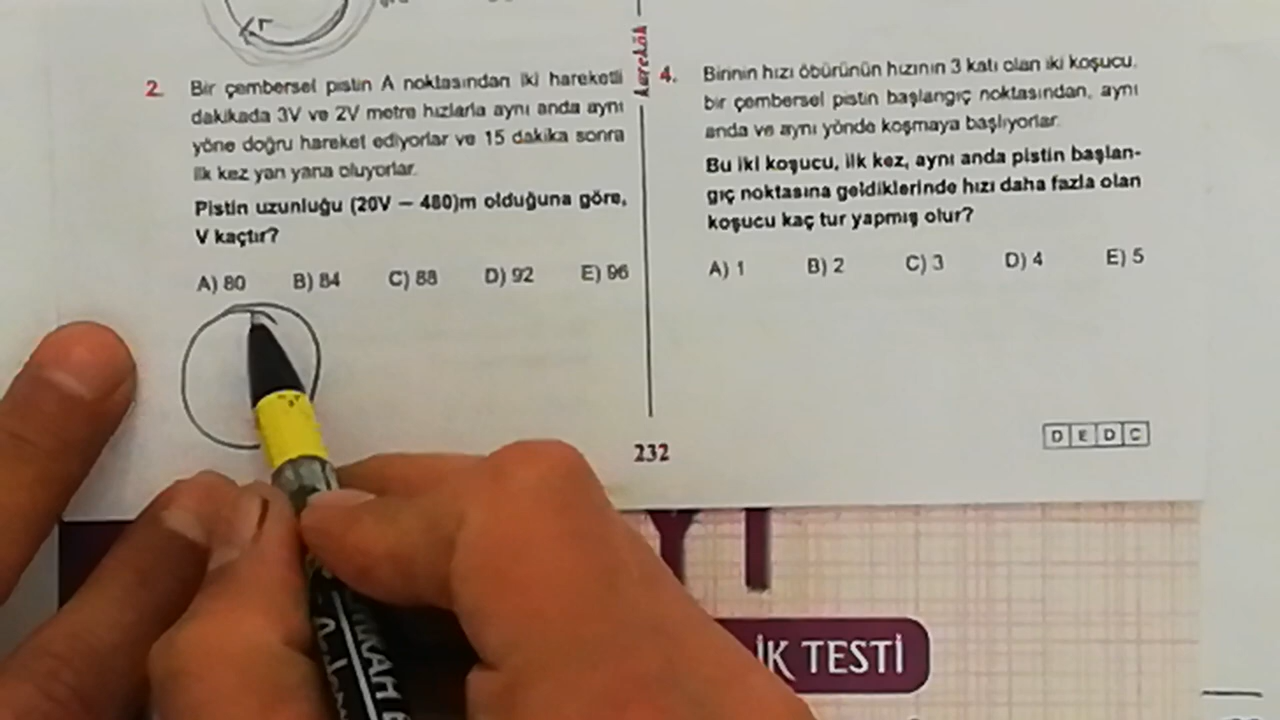 2. Bir çembersel pistin A noktasından iki hareketli
dakikada 3V ve 2V metre hızlarla aynı anda aynı
yöne doğru hareket ediyorlar ve 15 dakika sonra
ilk kez yan yana oluyorlar.
Pistin uzunluğu (20V – 480)m olduğuna göre,
V kaçtır?
A) 80 B) 84 C) 88 D) 92 E) 96
karekök
4. Birinin hızı öbürünün hızının 3 katı olan iki koşucu,
bir çembersel pistin başlangıç noktasından, aynı
anda ve aynı yönde koşmaya başlıyorlar.
Bu iki koşucu, ilk kez, aynı anda pistin başlan-
gıç noktasına geldiklerinde hızı daha fazla olan
koşucu kaç tur yapmış olur?
A) 1 B) 2 C) 3 D) 4 E) 5
D E D C
232
İK TESTİ